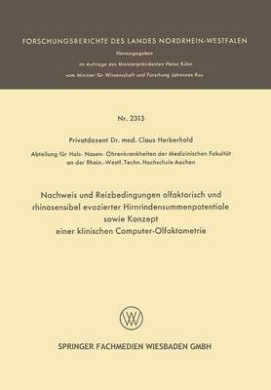 FORSCHUNGSBERICHTE DES LANDES NORDRHEIN-WESTFALEN
Herausgegeben
im Auftrage des Ministerpräsidenten Heinz Kühn
vom Minister für Wissenschaft und Forschung Johannes Rau
Nr. 2313
Privatdozent Dr. med. Claus Herberhold
Abteilung für Hals- Nasen- Ohrenkrankheiten der Medizinischen Fakultät
an der Rhein.-Westf. Techn. Hochschule Aachen
Nachweis und Reizbedingungen olfaktorisch und
rhinosensibel evozierter Hirnrindensummenpotentiale
sowie Konzept
einer klinischen Computer-Olfaktometrie
SPRINGER FACHMEDIEN WIESBADEN GMBH